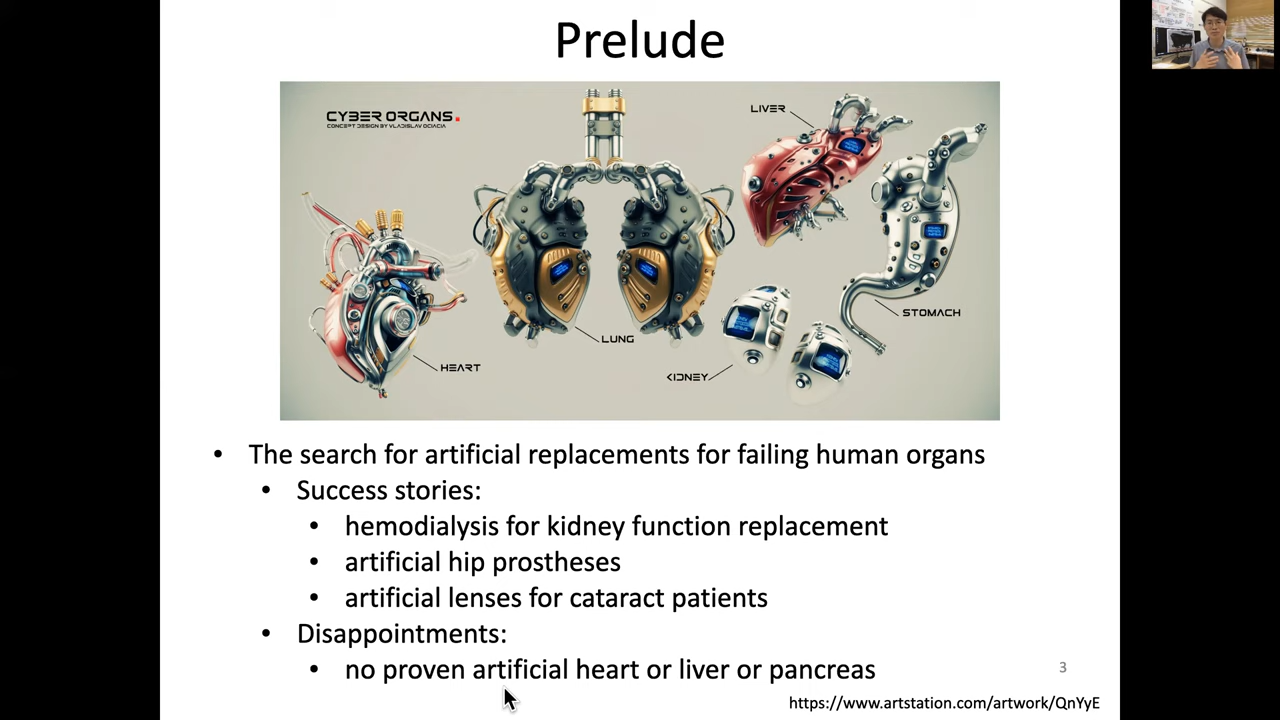 Prelude
CYBER ORGANS.
CONCEPT DESIGN BY VLADISLAV OCIACIA
LIVER
STOMACH
LUNG
HEART
KIDNEY
• The search for artificial replacements for failing human organs
• Success stories:
• hemodialysis for kidney function replacement
• artificial hip prostheses
• artificial lenses for cataract patients
• Disappointments:
• no proven artificial heart or liver or pancreas
3
https://www.artstation.com/artwork/QnYyE